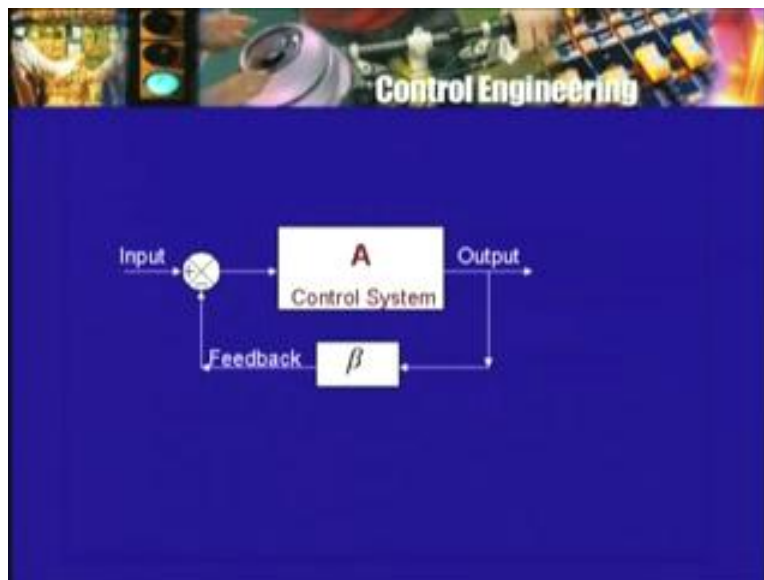 Control Engineering
Input
+
−
A
Control System
Output
Feedback
β